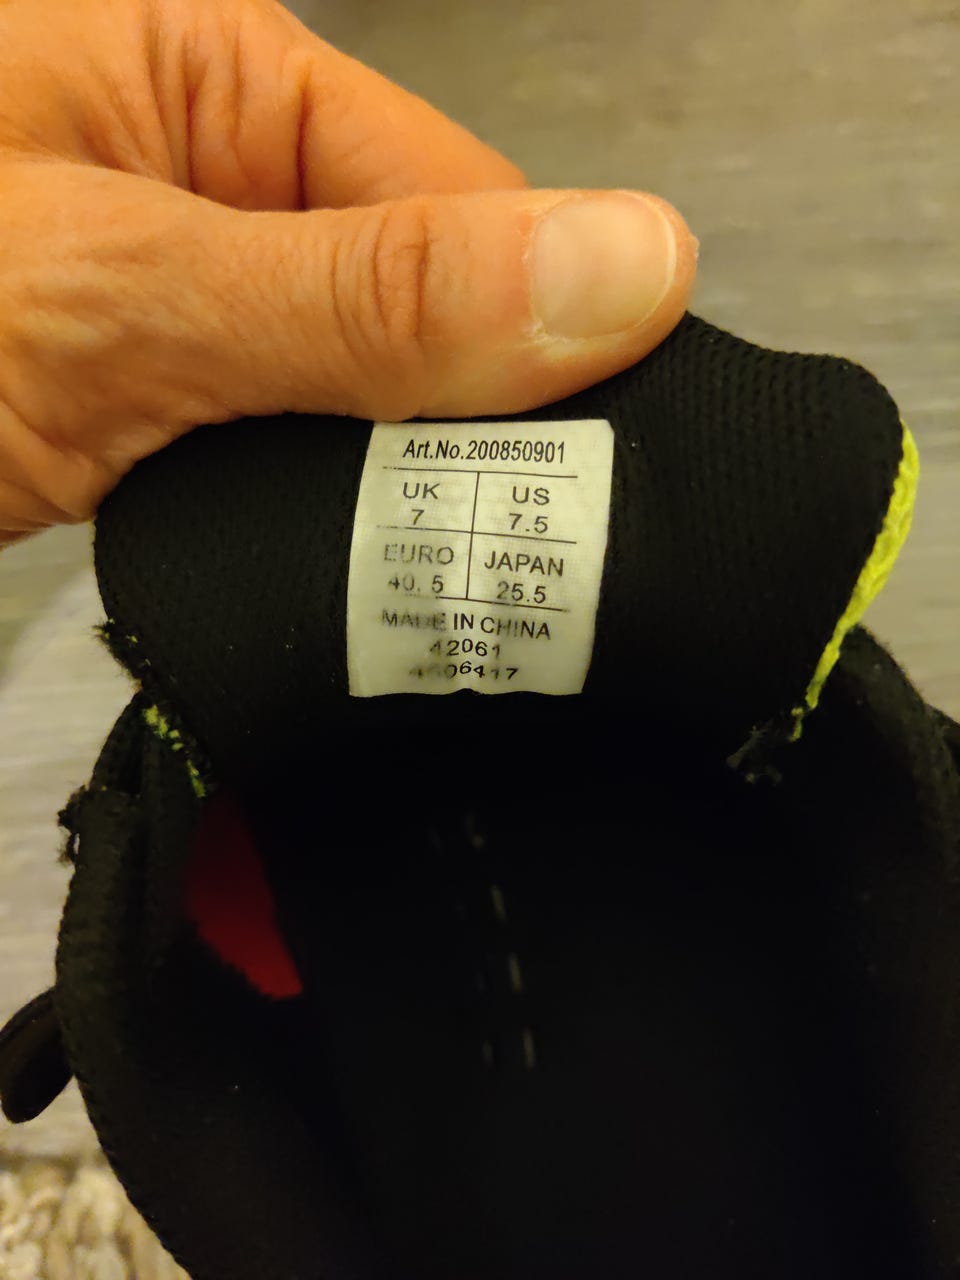 Art.No.200850901
UK US
7 7.5
EURO JAPAN
40.5 25.5
MADE IN CHINA
42061